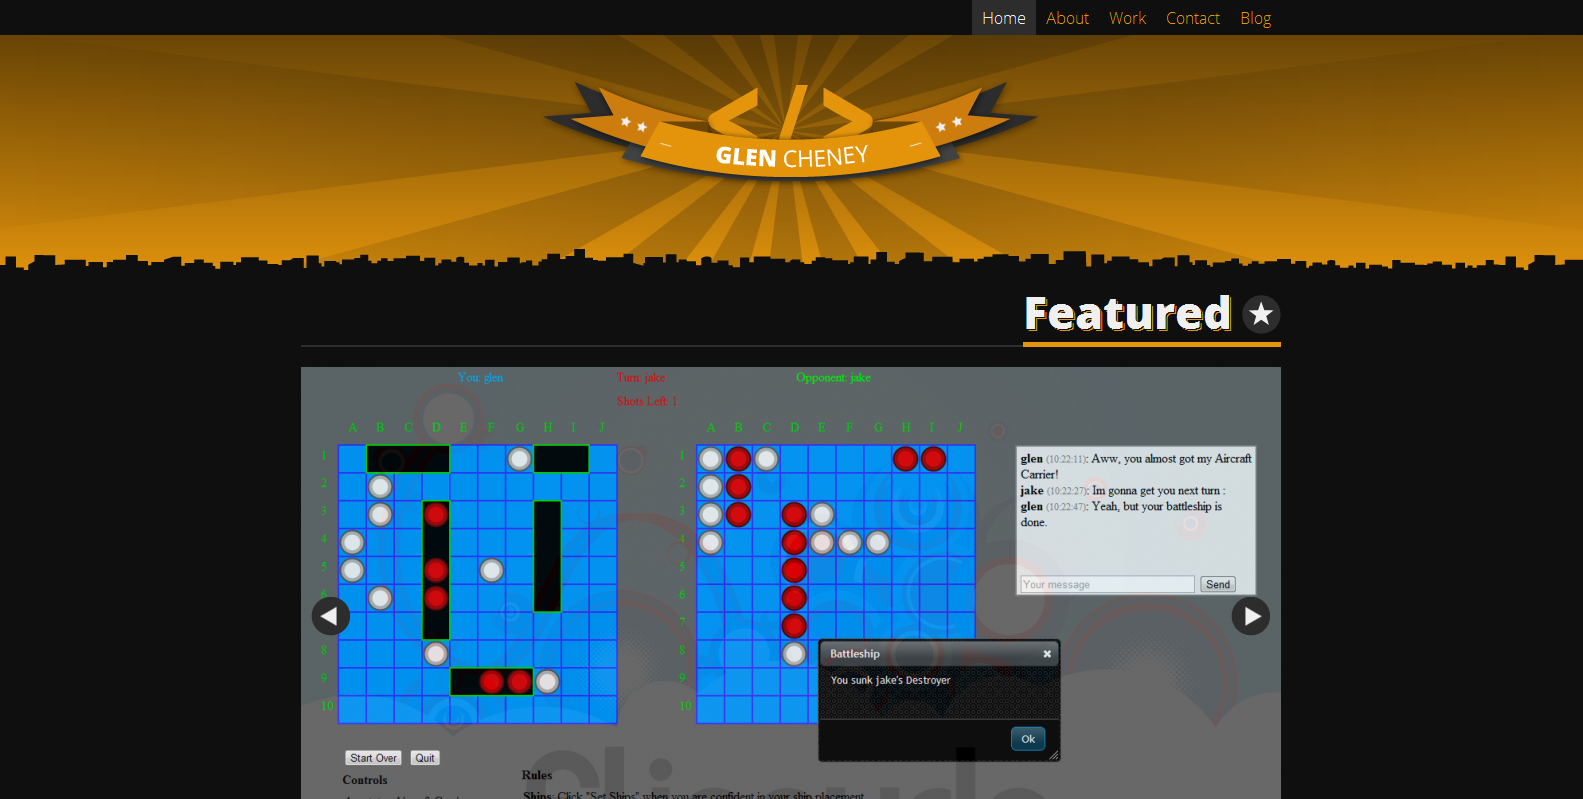 Home About Work Contact Blog
GLEN CHENEY
Featured
You: glen Turn: jake Opponent: jake
Shots Left: 1
A B C D E F G H I J A B C D E F G H I J
1 1
2 2
3 3
4 4
5 5
6 6
7
8 8
9 9
10 10
glen (10:22:11): Aww, you almost got my Aircraft
Carrier!
jake (10:22:27): Im gonna get you next turn :
glen (10:22:47): Yeah, but your battleship is
done.
Your message Send
Battleship
You sunk jake's Destroyer
Ok
Start Over Quit
Controls Rules
Ships: Click "Set Ships" when you are confident in your ship placement